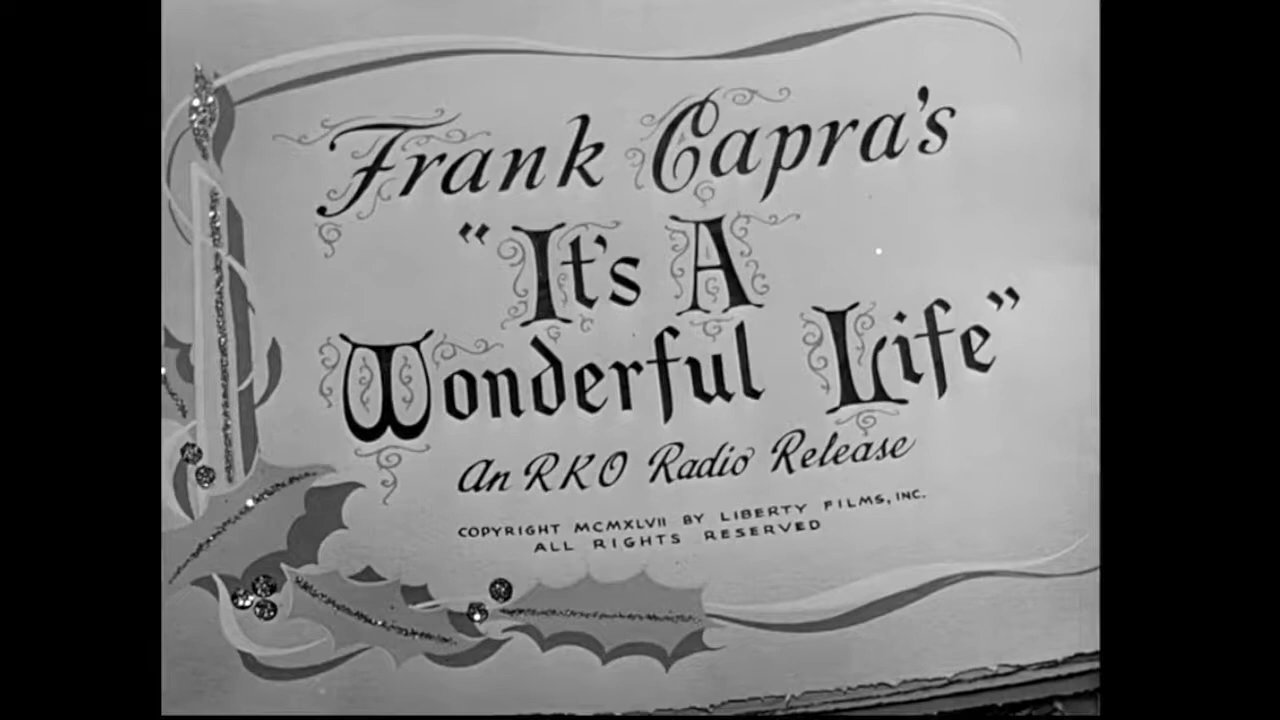 Frank Capra's
"It's A
Wonderful Life"
An RKO Radio Release
COPYRIGHT MCMXLVII BY LIBERTY FILMS, INC.
ALL RIGHTS RESERVED